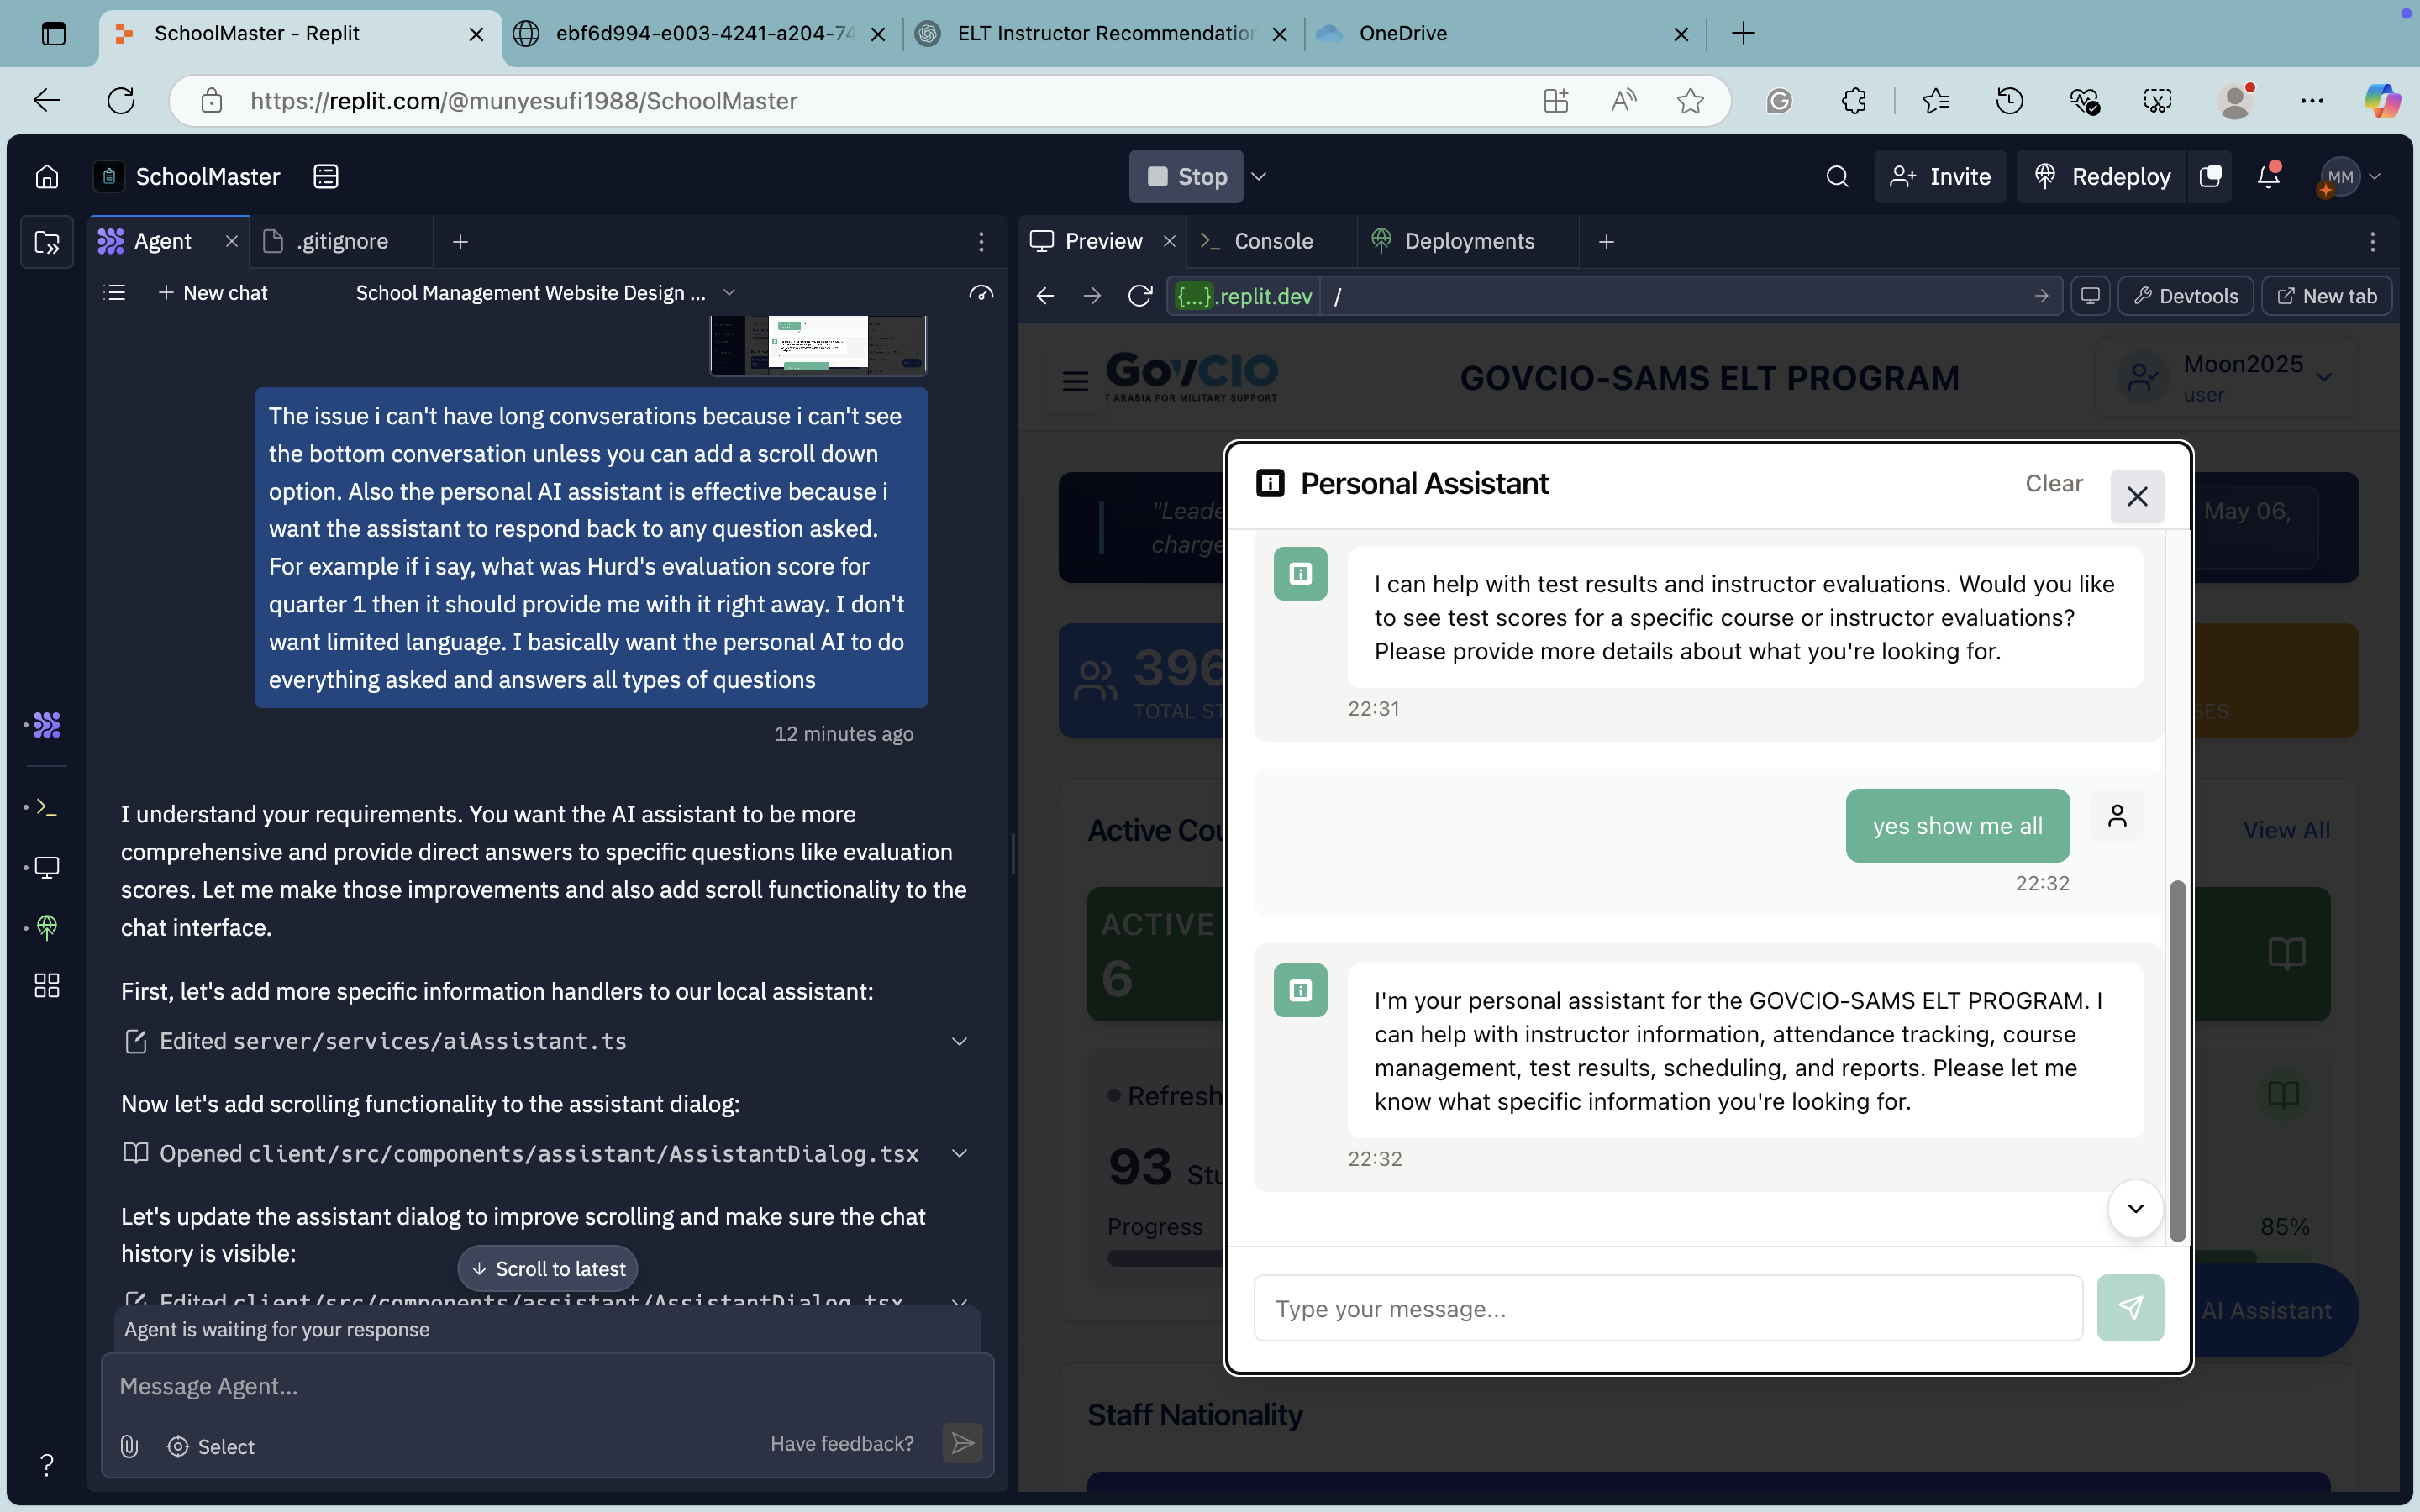 SchoolMaster - Replit
ebf6d994-e003-4241-a204-74
ELT Instructor Recommendation
OneDrive
https://replit.com/@munyesufi1988/SchoolMaster
SchoolMaster
Stop
Invite
Redeploy
MM
Agent
.gitignore
Preview
Console
Deployments
New chat
School Management Website Design ...
{...}.replit.dev
/
Devtools
New tab
The issue i can't have long convserations because i can't see
the bottom conversation unless you can add a scroll down
option. Also the personal AI assistant is effective because i
want the assistant to respond back to any question asked.
For example if i say, what was Hurd's evaluation score for
quarter 1 then it should provide me with it right away. I don't
want limited language. I basically want the personal AI to do
everything asked and answers all types of questions
12 minutes ago
I understand your requirements. You want the AI assistant to be more
comprehensive and provide direct answers to specific questions like evaluation
scores. Let me make those improvements and also add scroll functionality to the
chat interface.
First, let's add more specific information handlers to our local assistant:
Edited server/services/aiAssistant.ts
Now let's add scrolling functionality to the assistant dialog:
Opened client/src/components/assistant/AssistantDialog.tsx
Let's update the assistant dialog to improve scrolling and make sure the chat
history is visible:
Scroll to latest
Edited client/src/components/assistant/AssistantDialog.tsx
Agent is waiting for your response
Message Agent...
Select
Have feedback?
?
GovCIO
T ARABIA FOR MILITARY SUPPORT
GOVCIO-SAMS ELT PROGRAM
Moon2025
user
"Leade
charge
May 06,
396
TOTAL ST
SES
Active Cou
View All
ACTIVE
6
Refresh
93 Stu
Progress
85%
AI Assistant
Staff Nationality
Personal Assistant
Clear
I can help with test results and instructor evaluations. Would you like
to see test scores for a specific course or instructor evaluations?
Please provide more details about what you're looking for.
22:31
yes show me all
22:32
I'm your personal assistant for the GOVCIO-SAMS ELT PROGRAM. I
can help with instructor information, attendance tracking, course
management, test results, scheduling, and reports. Please let me
know what specific information you're looking for.
22:32
Type your message...